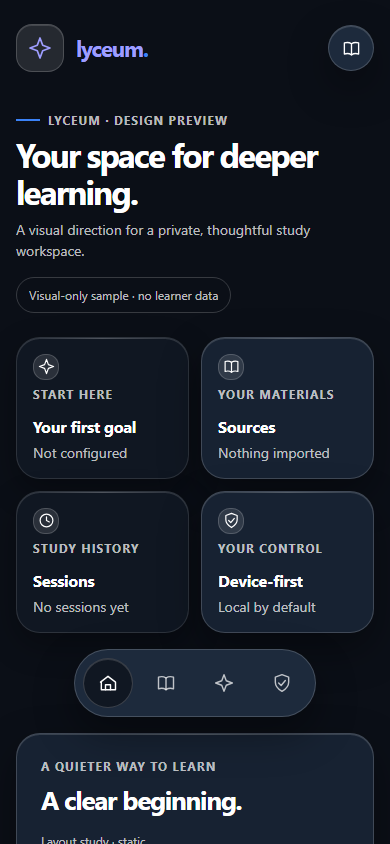 lyceum.
LYCEUM · DESIGN PREVIEW
Your space for deeper
learning.
A visual direction for a private, thoughtful study
workspace.
Visual-only sample · no learner data
START HERE
Your first goal
Not configured
YOUR MATERIALS
Sources
Nothing imported
STUDY HISTORY
Sessions
No sessions yet
YOUR CONTROL
Device-first
Local by default
A QUIETER WAY TO LEARN
A clear beginning.
Layout study · static